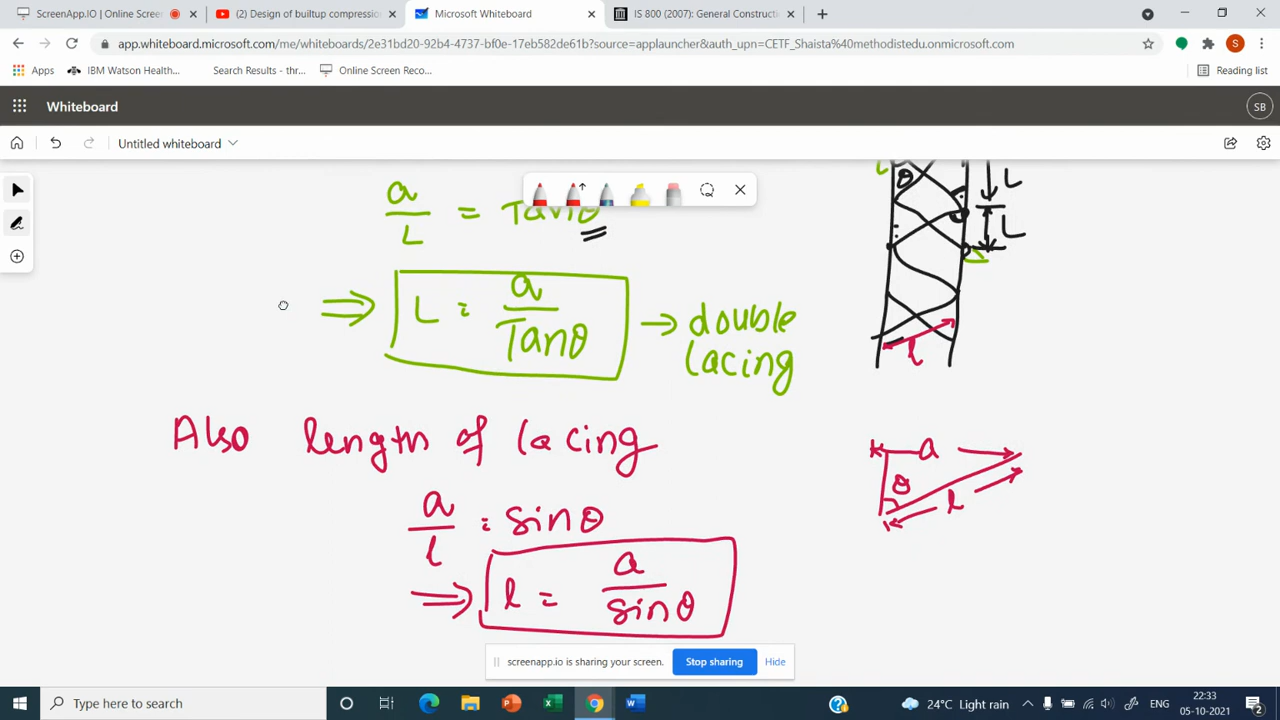 ScreenApp.IO | Online Scree
(2) Design of builtup compression
Microsoft Whiteboard
IS 800 (2007): General Constructi
app.whiteboard.microsoft.com/me/whiteboards/2e31bd20-92b4-4737-bf0e-17eb582de61b?source=applauncher&auth_upn=CETF_Shaista%40methodistedu.onmicrosoft.com
S
Apps
IBM Watson Health...
Search Results - thr...
Online Screen Reco...
Reading list
Whiteboard
SB
Untitled whiteboard
a
L
= Tanθ
⇒ L = a
Tanθ
→ double
lacing
θ
L
L
l
Also length of lacing
a
l
= sinθ
⇒ l = a
sinθ
a
θ
l
screenapp.io is sharing your screen.
Stop sharing
Hide
Type here to search
24°C Light rain
ENG
22:33
05-10-2021
2